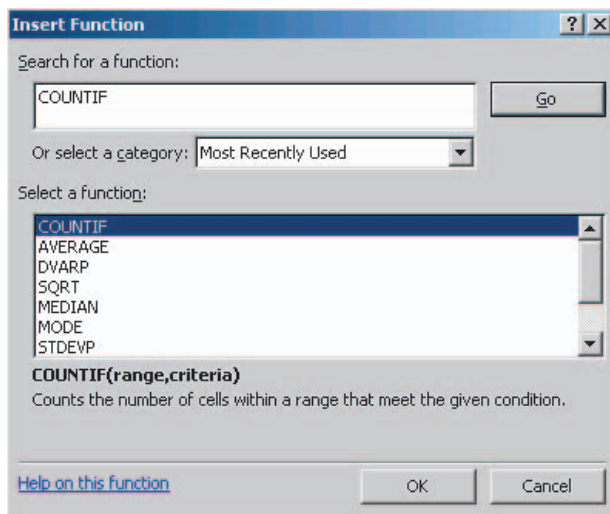 Insert Function
Search for a function:
COUNTIF
Go
Or select a category: Most Recently Used
Select a function:
COUNTIF
AVERAGE
DVARP
SQRT
MEDIAN
MODE
STDEVP
COUNTIF(range,criteria)
Counts the number of cells within a range that meet the given condition.
Help on this function
OK
Cancel